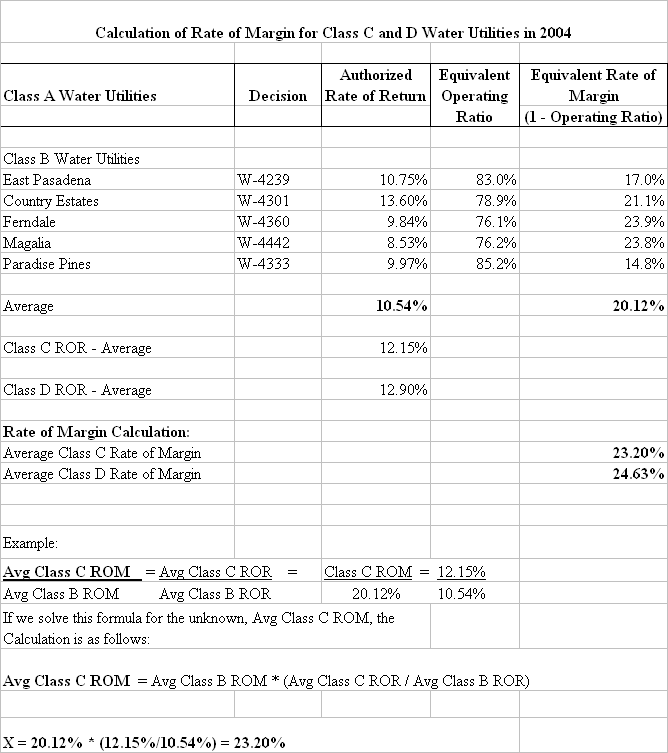 Calculation of Rate of Margin for Class C and D Water Utilities in 2004
Class A Water Utilities Decision Authorized Rate of Return Equivalent Operating Ratio Equivalent Rate of Margin (1 - Operating Ratio)
Class B Water Utilities
East Pasadena W-4239 10.75% 83.0% 17.0%
Country Estates W-4301 13.60% 78.9% 21.1%
Ferndale W-4360 9.84% 76.1% 23.9%
Magalia W-4442 8.53% 76.2% 23.8%
Paradise Pines W-4333 9.97% 85.2% 14.8%
Average 10.54% 20.12%
Class C ROR - Average 12.15%
Class D ROR - Average 12.90%
Rate of Margin Calculation:
Average Class C Rate of Margin 23.20%
Average Class D Rate of Margin 24.63%
Example:
Avg Class C ROM = Avg Class C ROR = Class C ROM = 12.15%
Avg Class B ROM Avg Class B ROR 20.12% 10.54%
If we solve this formula for the unknown, Avg Class C ROM, the
Calculation is as follows:
Avg Class C ROM = Avg Class B ROM * (Avg Class C ROR / Avg Class B ROR)
X = 20.12% * (12.15%/10.54%) = 23.20%